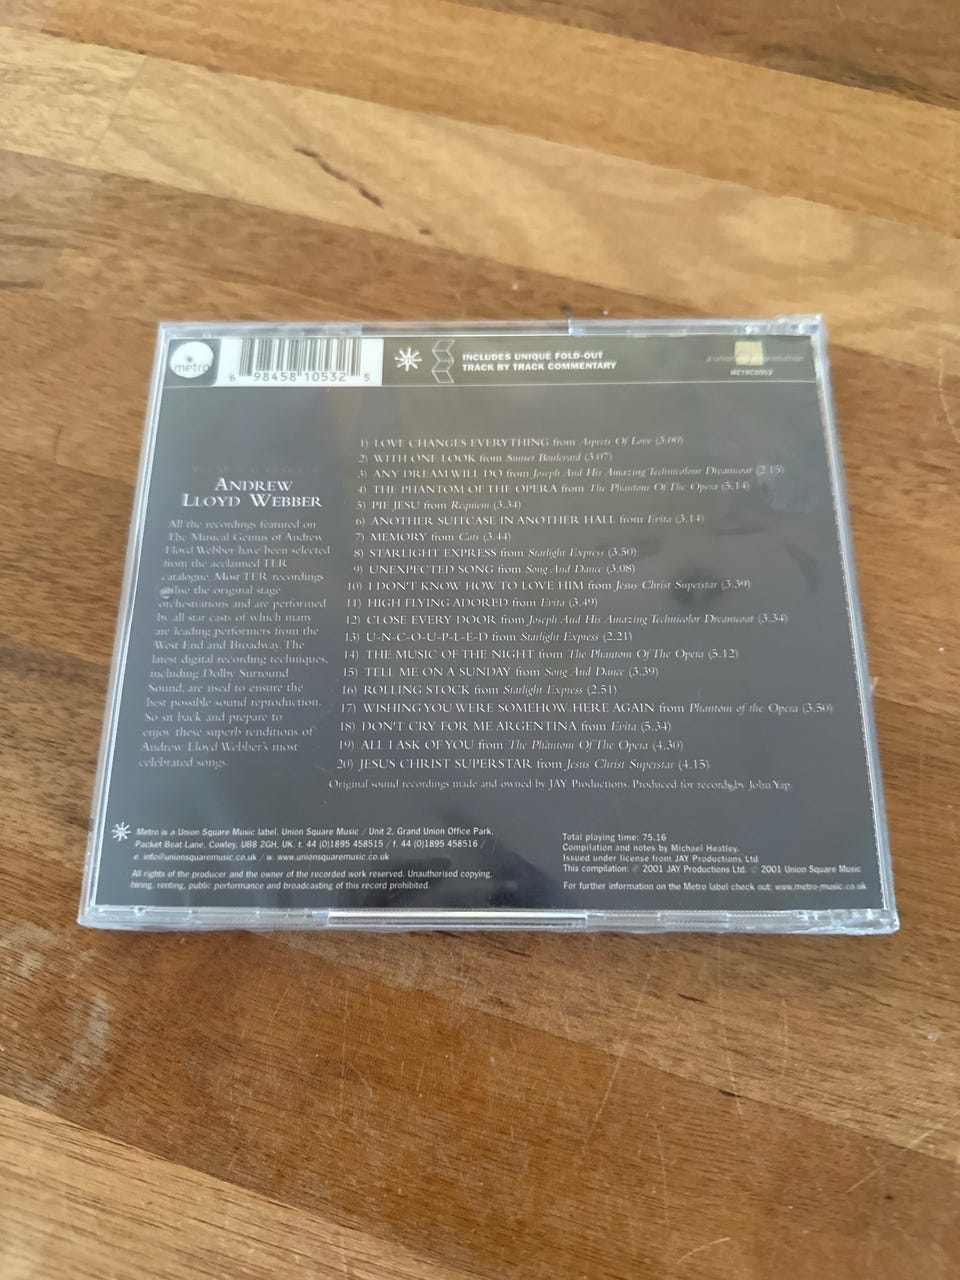 metro
6 98458 10532 5
INCLUDES UNIQUE FOLD-OUT
TRACK BY TRACK COMMENTARY
a union production
METRCD053
ANDREW
LLOYD WEBBER
All the recordings featured on
The Musical Genius of Andrew
Lloyd Webber have been selected
from the acclaimed TER
catalogue. Most TER recordings
utilise the original stage
orchestrations and are performed
by all star casts of which many
are leading performers from the
West End and Broadway. The
latest digital recording techniques,
including Dolby Surround
Sound, are used to ensure the
best possible sound reproduction.
So sit back and prepare to
enjoy these superb renditions of
Andrew Lloyd Webber's most
celebrated songs.
1) LOVE CHANGES EVERYTHING from Aspects Of Love (3.00)
2) WITH ONE LOOK from Sunset Boulevard (3.07)
3) ANY DREAM WILL DO from Joseph And His Amazing Technicolour Dreamcoat (2.15)
4) THE PHANTOM OF THE OPERA from The Phantom Of The Opera (5.14)
5) PIE JESU from Requiem (3.34)
6) ANOTHER SUITCASE IN ANOTHER HALL from Evita (3.14)
7) MEMORY from Cats (3.44)
8) STARLIGHT EXPRESS from Starlight Express (3.50)
9) UNEXPECTED SONG from Song And Dance (3.08)
10) I DON'T KNOW HOW TO LOVE HIM from Jesus Christ Superstar (3.39)
11) HIGH FLYING ADORED from Evita (3.49)
12) CLOSE EVERY DOOR from Joseph And His Amazing Technicolor Dreamcoat (3.34)
13) U-N-C-O-U-P-L-E-D from Starlight Express (2.21)
14) THE MUSIC OF THE NIGHT from The Phantom Of The Opera (5.12)
15) TELL ME ON A SUNDAY from Song And Dance (3.39)
16) ROLLING STOCK from Starlight Express (2.51)
17) WISHING YOU WERE SOMEHOW HERE AGAIN from Phantom of the Opera (3.50)
18) DON'T CRY FOR ME ARGENTINA from Evita (5.34)
19) ALL I ASK OF YOU from The Phantom Of The Opera (4.30)
20) JESUS CHRIST SUPERSTAR from Jesus Christ Superstar (4.15)
Original sound recordings made and owned by JAY Productions. Produced for records by John Yap.
Metro is a Union Square Music label. Union Square Music / Unit 2, Grand Union Office Park,
Packet Boat Lane, Cowley, UB8 2GH, UK. t. 44 (0)1895 458515 / f. 44 (0)1895 458516 /
e. info@unionsquaremusic.co.uk / w. www.unionsquaremusic.co.uk
All rights of the producer and the owner of the recorded work reserved. Unauthorised copying,
hiring, renting, public performance and broadcasting of this record prohibited.
Total playing time: 75.16
Compilation and notes by Michael Heatley.
Issued under license from JAY Productions Ltd
This compilation: ℗ 2001 JAY Productions Ltd. © 2001 Union Square Music
For further information on the Metro label check out: www.metro-music.co.uk